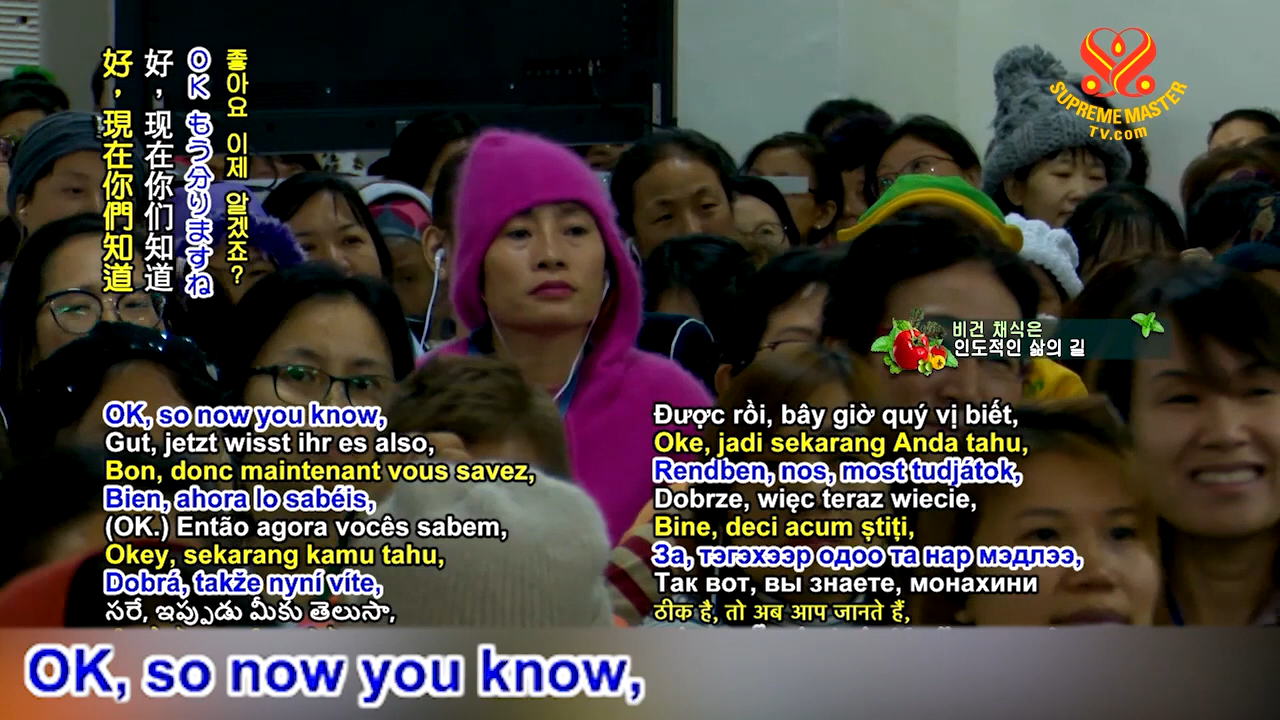 好，現在你們知道
好，现在你们知道
OK もう分りますね
좋아요 이제 알겠죠?
SUPREME MASTER
TV.com
비건 채식은
인도적인 삶의 길
OK, so now you know,
Gut, jetzt wisst ihr es also,
Bon, donc maintenant vous savez,
Bien, ahora lo sabéis,
(OK.) Então agora vocês sabem,
Okey, sekarang kamu tahu,
Dobrá, takže nyní víte,
సరే, ఇప్పుడు మీకు తెలుసా,
Được rồi, bây giờ quý vị biết,
Oke, jadi sekarang Anda tahu,
Rendben, nos, most tudjátok,
Dobrze, więc teraz wiecie,
Bine, deci acum știți,
За, тэгэхээр одоо та нар мэдлээ,
Так вот, вы знаете, монахини
ठीक है, तो अब आप जानते हैं,
OK, so now you know,